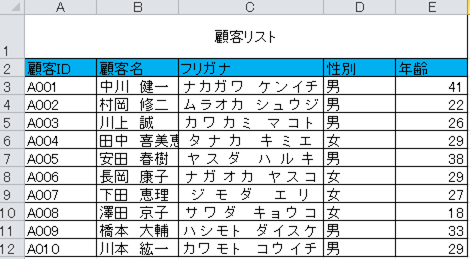 A B C D E
1 顧客リスト
2 顧客ID 顧客名 フリガナ 性別 年齢
3 A001 中川 健一 ナカガワ ケンイチ 男 41
4 A002 村岡 修二 ムラオカ シュウジ 男 22
5 A003 川上 誠 カワカミ マコト 男 26
6 A004 田中 喜美恵 タナカ キミエ 女 29
7 A005 安田 春樹 ヤスダ ハルキ 男 38
8 A006 長岡 康子 ナガオカ ヤスコ 女 29
9 A007 下田 恵理 ジモダ エリ 女 27
10 A008 澤田 京子 サワダ キョウコ 女 18
11 A009 橋本 大輔 ハシモト ダイスケ 男 33
12 A010 川本 紘一 カワモト コウイチ 男 29